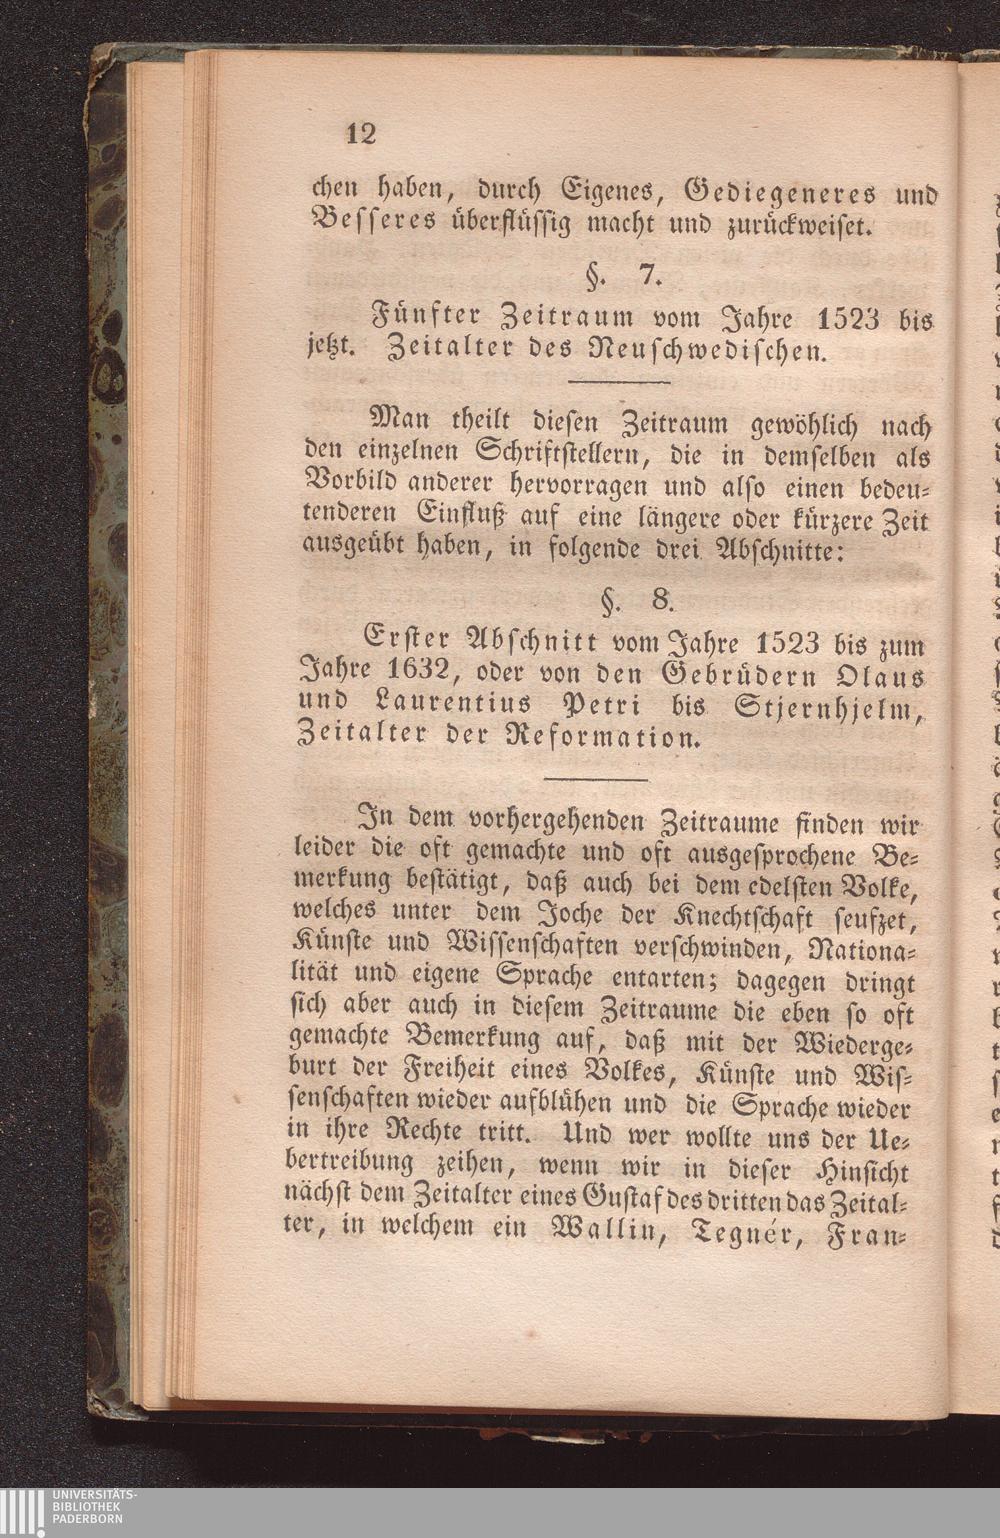 12
chen haben, durch Eigenes, Gediegeneres und
Besseres überflüssig macht und zurückweiset.
§. 7.
Fünfter Zeitraum vom Jahre 1523 bis
jetzt. Zeitalter des Neuschwedischen.
Man theilt diesen Zeitraum gewöhlich nach
den einzelnen Schriftstellern, die in demselben als
Vorbild anderer hervorragen und also einen bedeu-
tenderen Einfluß auf eine längere oder kürzere Zeit
ausgeübt haben, in folgende drei Abschnitte:
§. 8.
Erster Abschnitt vom Jahre 1523 bis zum
Jahre 1632, oder von den Gebrüdern Olaus
und Laurentius Petri bis Stjernhjelm,
Zeitalter der Reformation.
In dem vorhergehenden Zeitraume finden wir
leider die oft gemachte und oft ausgesprochene Be-
merkung bestätigt, daß auch bei dem edelsten Volke,
welches unter dem Joche der Knechtschaft seufzet,
Künste und Wissenschaften verschwinden, Nationa-
lität und eigene Sprache entarten; dagegen dringt
sich aber auch in diesem Zeitraume die eben so oft
gemachte Bemerkung auf, daß mit der Wiederge-
burt der Freiheit eines Volkes, Künste und Wis-
senschaften wieder aufblühen und die Sprache wieder
in ihre Rechte tritt. Und wer wollte uns der Ue-
bertreibung zeihen, wenn wir in dieser Hinsicht
nächst dem Zeitalter eines Gustaf des dritten das Zeital-
ter, in welchem ein Wallin, Tegnér, Fran-
UNIVERSITÄTS-
BIBLIOTHEK
PADERBORN